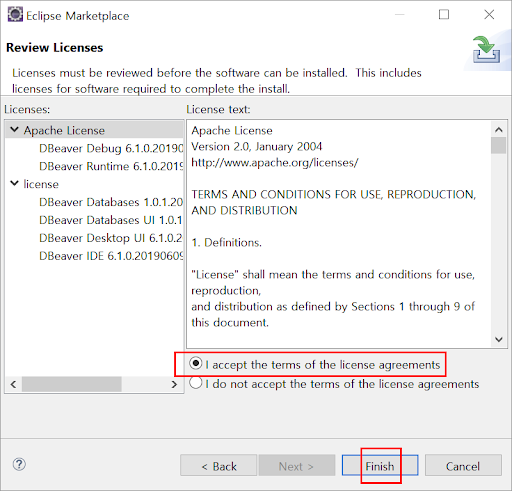 Eclipse Marketplace
Review Licenses
Licenses must be reviewed before the software can be installed. This includes
licenses for software required to complete the install.
Licenses:
Apache License
DBeaver Debug 6.1.0.20190
DBeaver Runtime 6.1.0.2019
license
DBeaver Databases 1.0.1.20
DBeaver Databases UI 1.0.1
DBeaver Desktop UI 6.1.0.2
DBeaver IDE 6.1.0.20190609
License text:
Apache License
Version 2.0, January 2004
http://www.apache.org/licenses/
TERMS AND CONDITIONS FOR USE, REPRODUCTION,
AND DISTRIBUTION
1. Definitions.
"License" shall mean the terms and conditions for use,
reproduction,
and distribution as defined by Sections 1 through 9 of
this document.
I accept the terms of the license agreements
I do not accept the terms of the license agreements
?
< Back
Next >
Finish
Cancel